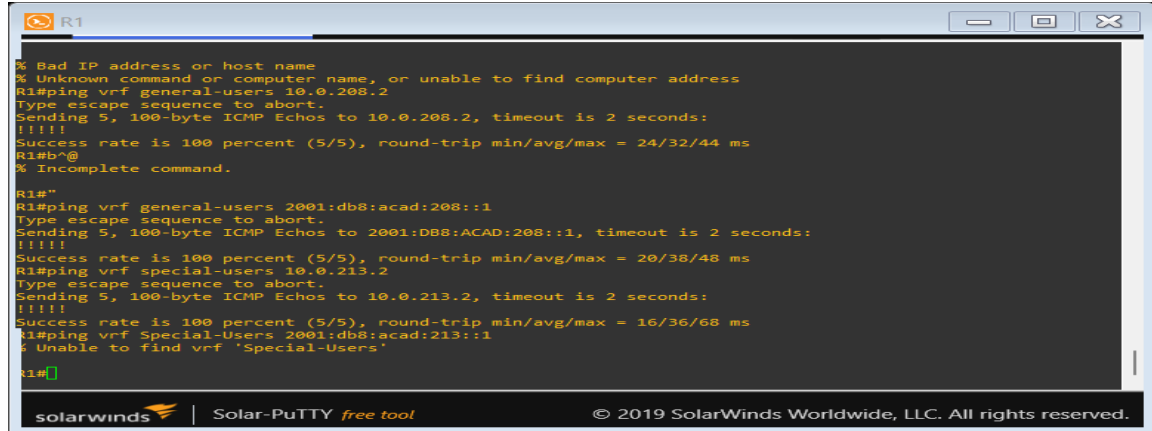 R1
% Bad IP address or host name
% Unknown command or computer name, or unable to find computer address
R1#ping vrf general-users 10.0.208.2
Type escape sequence to abort.
Sending 5, 100-byte ICMP Echos to 10.0.208.2, timeout is 2 seconds:
!!!!!
Success rate is 100 percent (5/5), round-trip min/avg/max = 24/32/44 ms
R1#b^@
% Incomplete command.
R1#"
R1#ping vrf general-users 2001:db8:acad:208::1
Type escape sequence to abort.
Sending 5, 100-byte ICMP Echos to 2001:DB8:ACAD:208::1, timeout is 2 seconds:
!!!!!
Success rate is 100 percent (5/5), round-trip min/avg/max = 20/38/48 ms
R1#ping vrf special-users 10.0.213.2
Type escape sequence to abort.
Sending 5, 100-byte ICMP Echos to 10.0.213.2, timeout is 2 seconds:
!!!!!
Success rate is 100 percent (5/5), round-trip min/avg/max = 16/36/68 ms
R1#ping vrf Special-Users 2001:db8:acad:213::1
% Unable to find vrf 'Special-Users'
R1#
solarwinds | Solar-PuTTY free tool © 2019 SolarWinds Worldwide, LLC. All rights reserved.